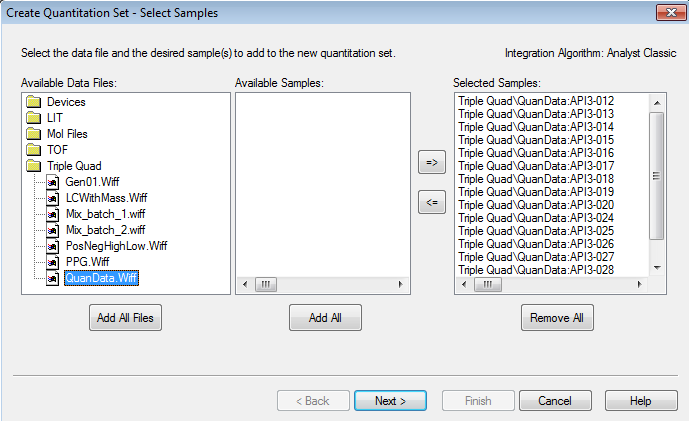 Create Quantitation Set - Select Samples
Select the data file and the desired sample(s) to add to the new quantitation set.
Integration Algorithm: Analyst Classic
Available Data Files:
Devices
LIT
Mol Files
TOF
Triple Quad
Gen01.Wiff
LCWithMass.Wiff
Mix_batch_1.wiff
Mix_batch_2.wiff
PosNegHighLow.Wiff
PPG.Wiff
QuanData.Wiff
Add All Files
Available Samples:
Add All
=>
<=
Selected Samples:
Triple Quad\QuanData:API3-012
Triple Quad\QuanData:API3-013
Triple Quad\QuanData:API3-014
Triple Quad\QuanData:API3-015
Triple Quad\QuanData:API3-016
Triple Quad\QuanData:API3-017
Triple Quad\QuanData:API3-018
Triple Quad\QuanData:API3-019
Triple Quad\QuanData:API3-020
Triple Quad\QuanData:API3-024
Triple Quad\QuanData:API3-025
Triple Quad\QuanData:API3-026
Triple Quad\QuanData:API3-027
Triple Quad\QuanData:API3-028
Remove All
< Back
Next >
Finish
Cancel
Help